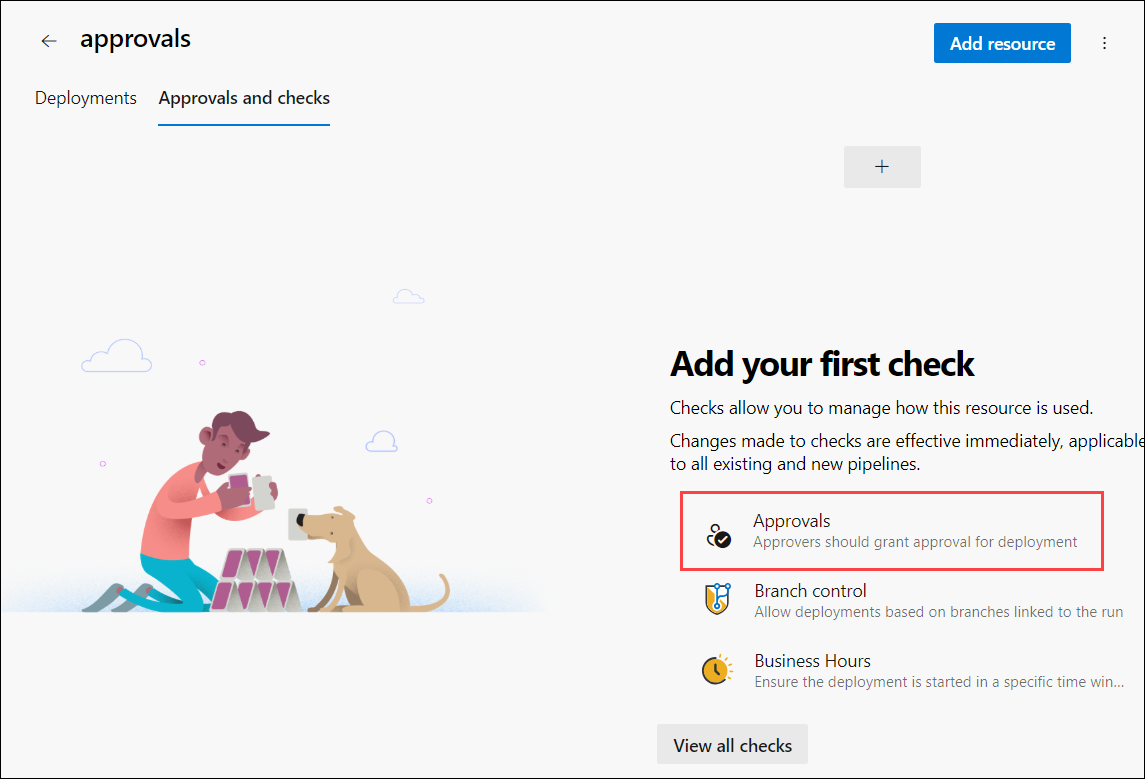 approvals
Add resource
Deployments
Approvals and checks
Add your first check
Checks allow you to manage how this resource is used.
Changes made to checks are effective immediately, applicable
to all existing and new pipelines.
Approvals
Approvers should grant approval for deployment
Branch control
Allow deployments based on branches linked to the run
Business Hours
Ensure the deployment is started in a specific time win...
View all checks